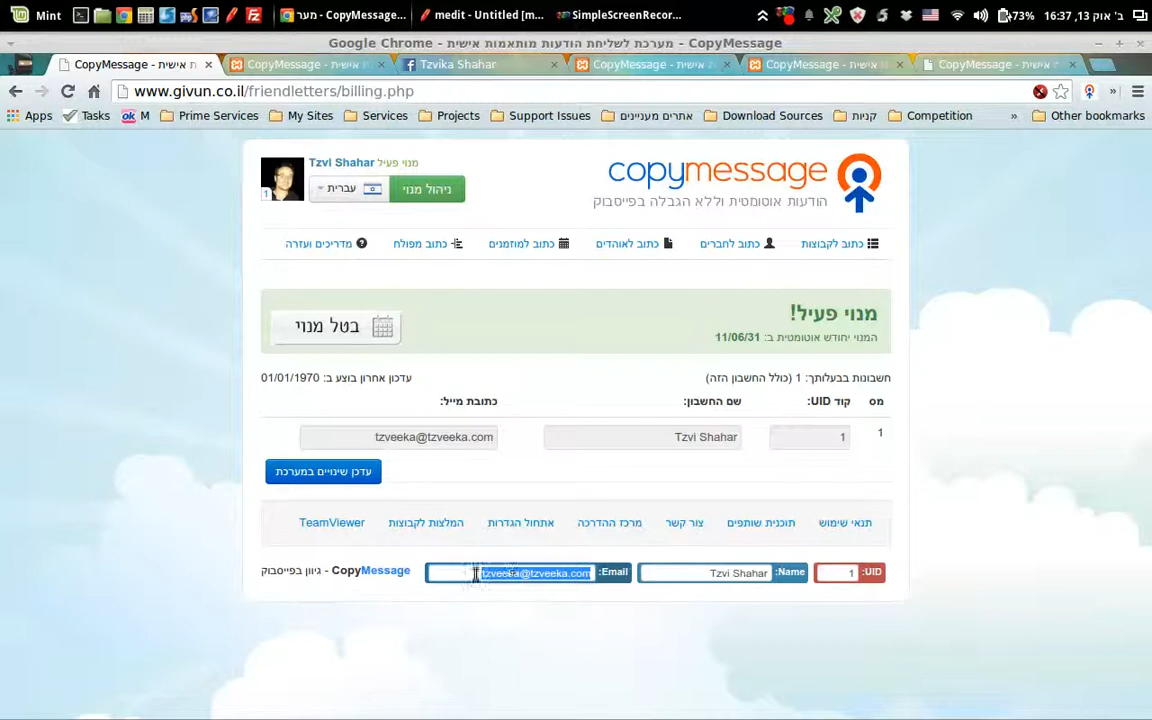 Mint
CopyMessage - מער...
medit - Untitled [m...
SimpleScreenRecor...
73%
ב' אוק 13, 16:37
Google Chrome - מערכת לשליחת הודעות מותאמות אישית - CopyMessage
CopyMessage - תאמות אישית
Tzvika Shahar
www.givun.co.il/friendletters/billing.php
Apps
Tasks
ok M
Prime Services
My Sites
Services
Projects
Support Issues
אתרים מעניינים
Download Sources
קניות
Competition
»
Other bookmarks
Tzvi Shahar מנוי פעיל
1
עברית
ניהול מנוי
copymessage
הודעות אוטומטית וללא הגבלה בפייסבוק
כתוב לקבוצות
כתוב לחברים
כתוב לאוהדים
כתוב למוזמנים
כתוב מפולח
מדריכים ועזרה
מנוי פעיל!
המנוי יחודש אוטומטית ב: 11/06/31
בטל מנוי
חשבונות בבעלותך: 1 (כולל החשבון הזה)
עדכון אחרון בוצע ב: 01/01/1970
מס
קוד UID:
שם החשבון:
כתובת מייל:
1
1
Tzvi Shahar
tzveeka@tzveeka.com
עדכן שינויים במערכת
תנאי שימוש
תוכנית שותפים
צור קשר
מרכז ההדרכה
אתחול הגדרות
המלצות לקבוצות
TeamViewer
UID: 1
Name: Tzvi Shahar
Email: tzveeka@tzveeka.com
CopyMessage - גיוון בפייסבוק